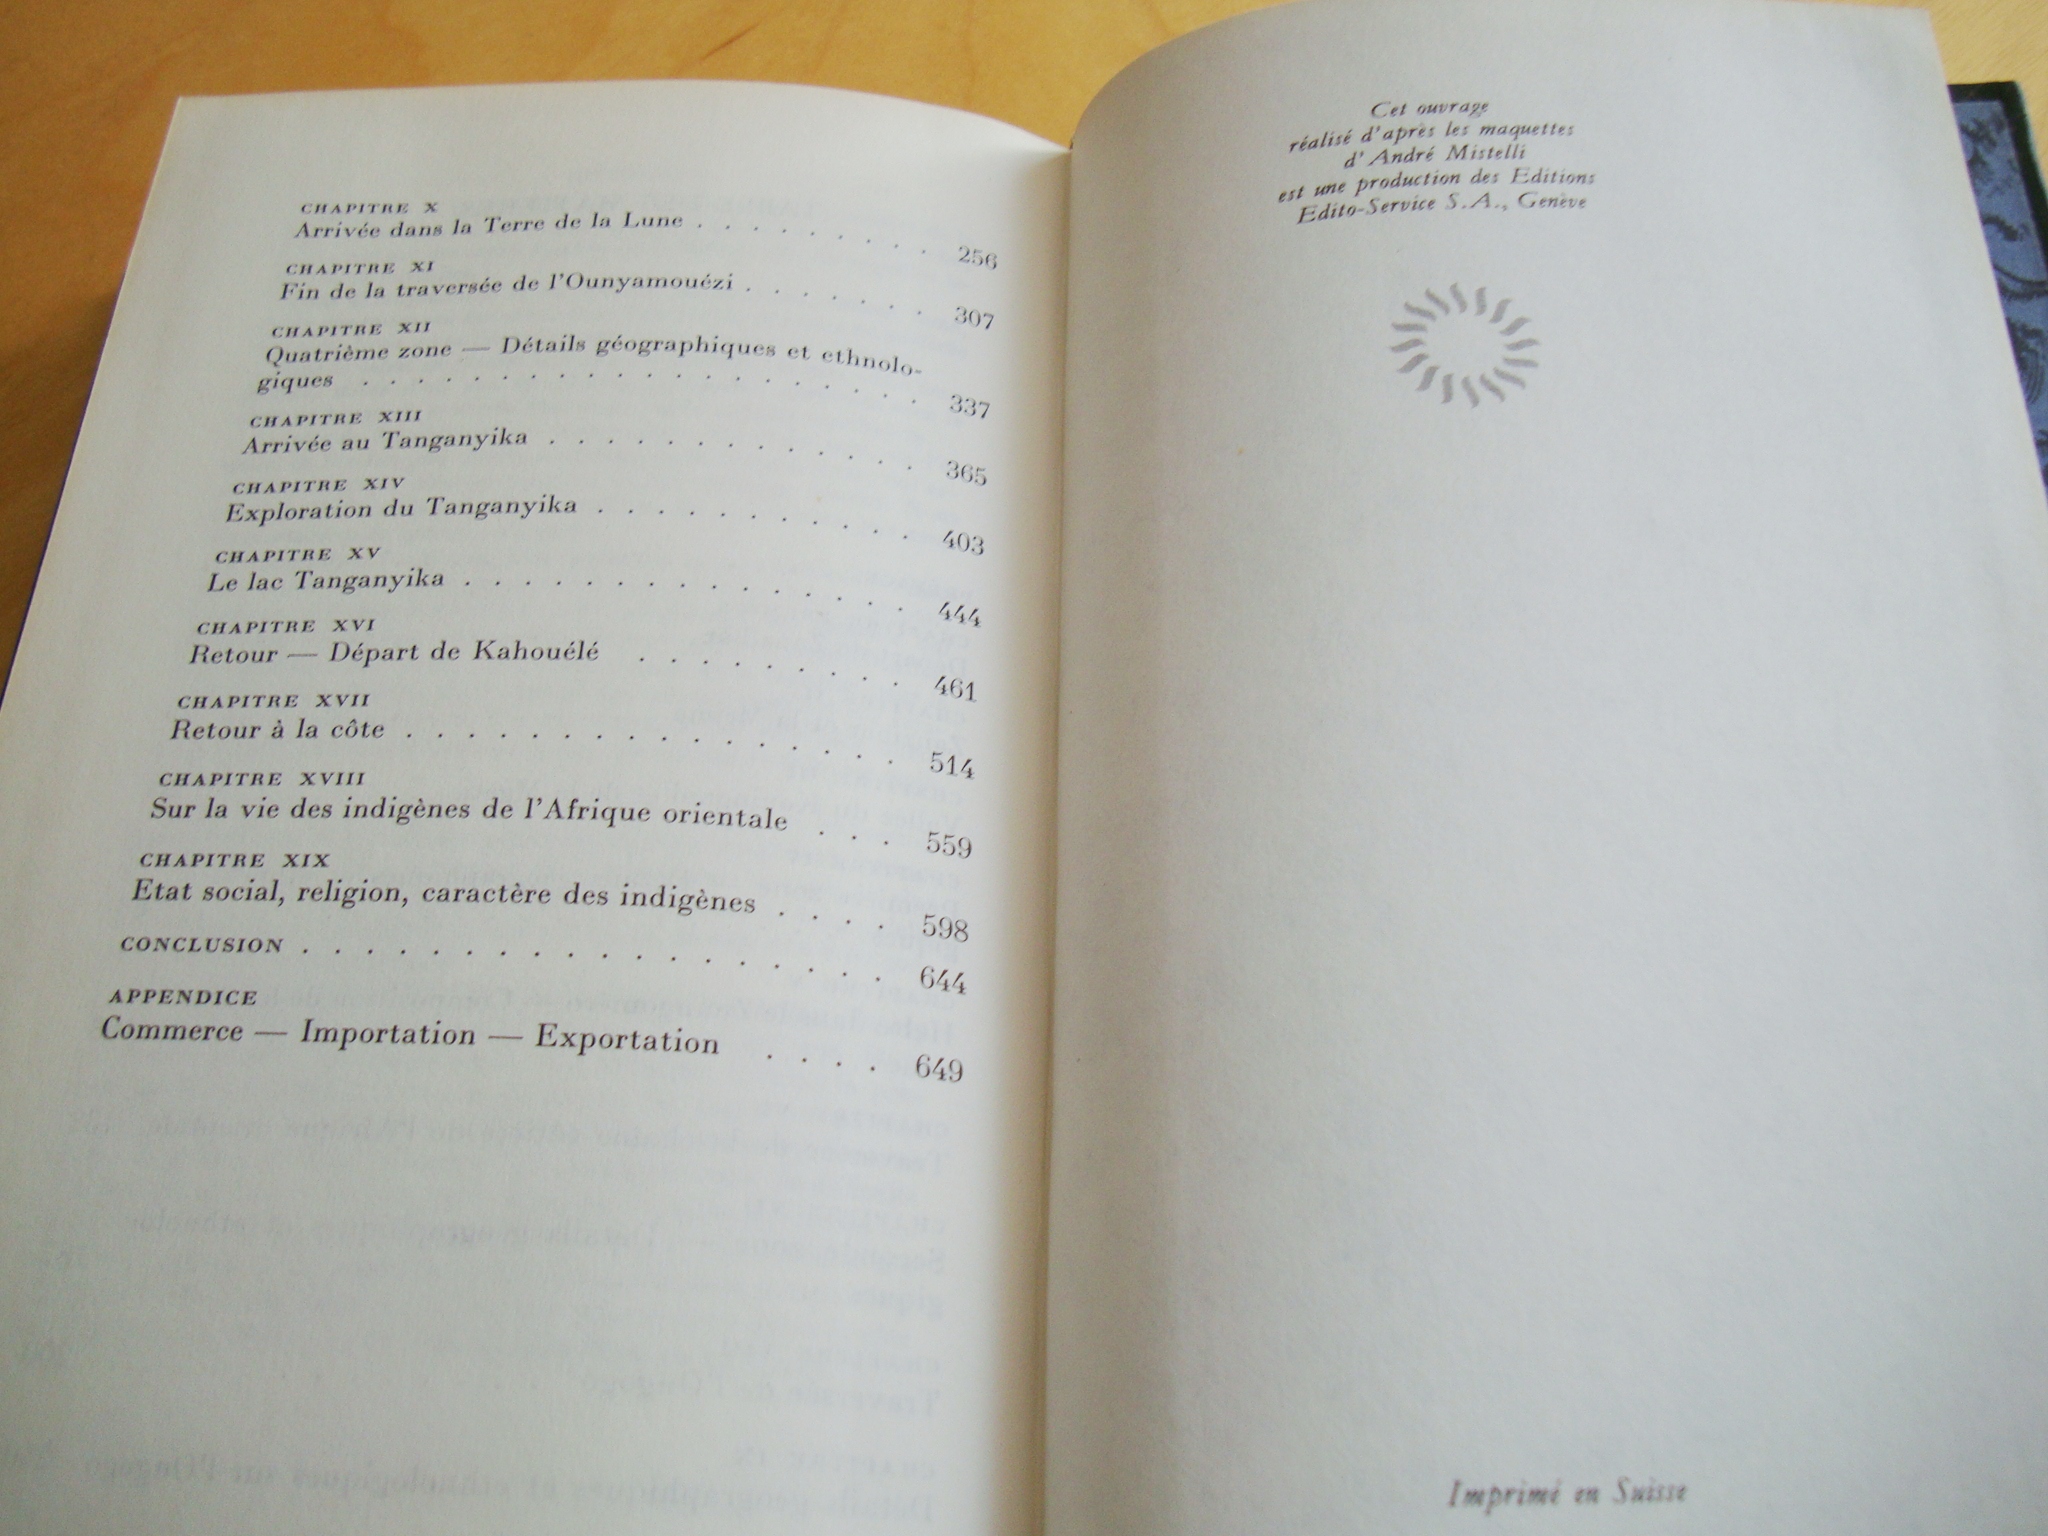 CHAPITRE X
Arrivée dans la Terre de la Lune . . . . . . . . . 256
CHAPITRE XI
Fin de la traversée de l'Ounyamouézi . . . . . . . 307
CHAPITRE XII
Quatrième zone — Détails géographiques et ethnolo-
giques . . . . . . . . . . . . . . . . . . . . . 337
CHAPITRE XIII
Arrivée au Tanganyika . . . . . . . . . . . . . 365
CHAPITRE XIV
Exploration du Tanganyika . . . . . . . . . . . 403
CHAPITRE XV
Le lac Tanganyika . . . . . . . . . . . . . . . 444
CHAPITRE XVI
Retour — Départ de Kahouélé . . . . . . . . . 461
CHAPITRE XVII
Retour à la côte . . . . . . . . . . . . . . . . 514
CHAPITRE XVIII
Sur la vie des indigènes de l'Afrique orientale . . . 559
CHAPITRE XIX
Etat social, religion, caractère des indigènes . . . . 598
CONCLUSION . . . . . . . . . . . . . . . . . . 644
APPENDICE
Commerce — Importation — Exportation . . . . 649
Cet ouvrage
réalisé d'après les maquettes
d'André Mistelli
est une production des Editions
Edito-Service S.A., Genève
Imprimé en Suisse